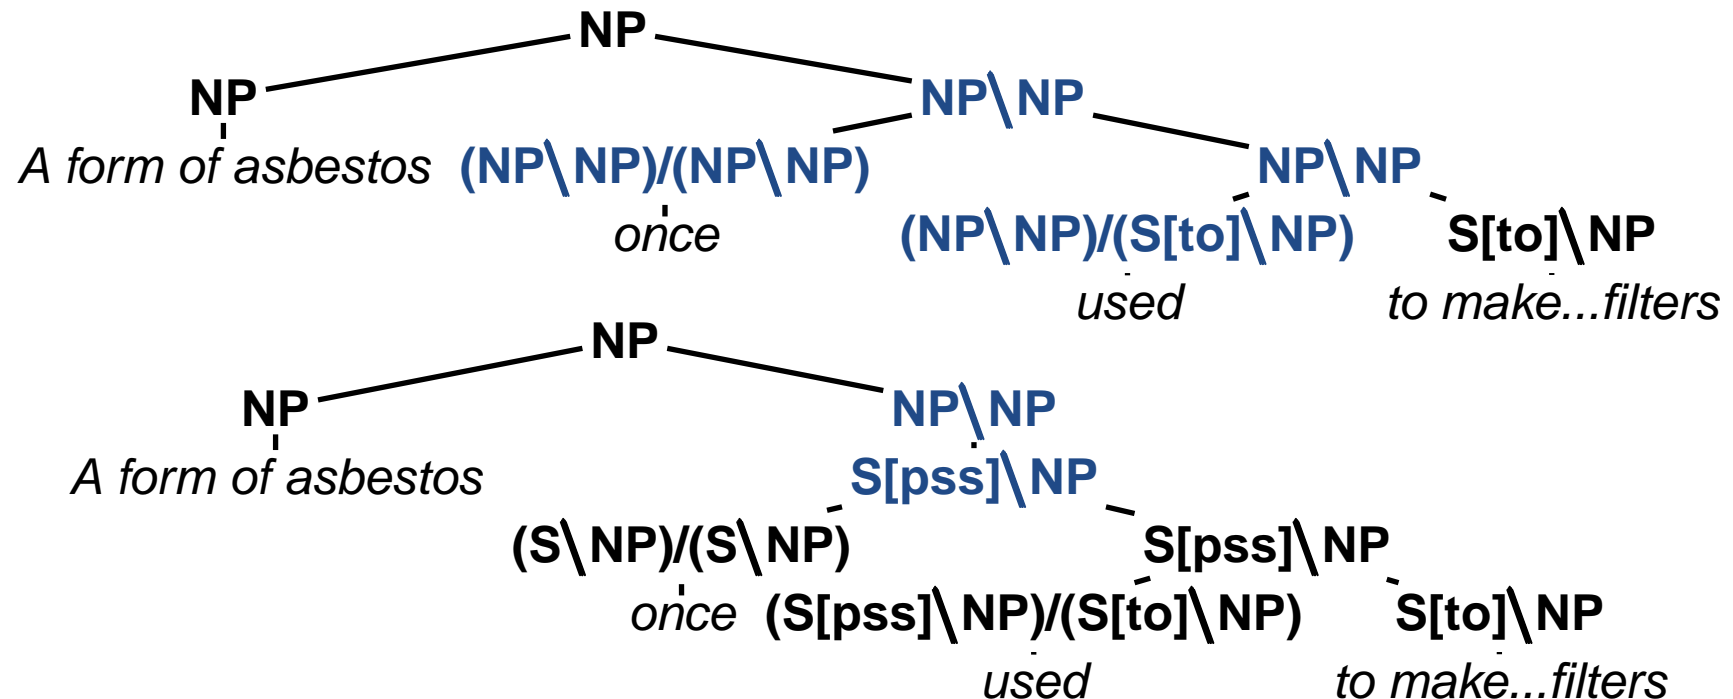 NP
NP NP\NP
A form of asbestos (NP\NP)/(NP\NP) NP\NP
once (NP\NP)/(S[to]\NP) S[to]\NP
used to make...filters
NP
NP NP\NP
A form of asbestos S[pss]\NP
(S\NP)/(S\NP) S[pss]\NP
once (S[pss]\NP)/(S[to]\NP) S[to]\NP
used to make...filters